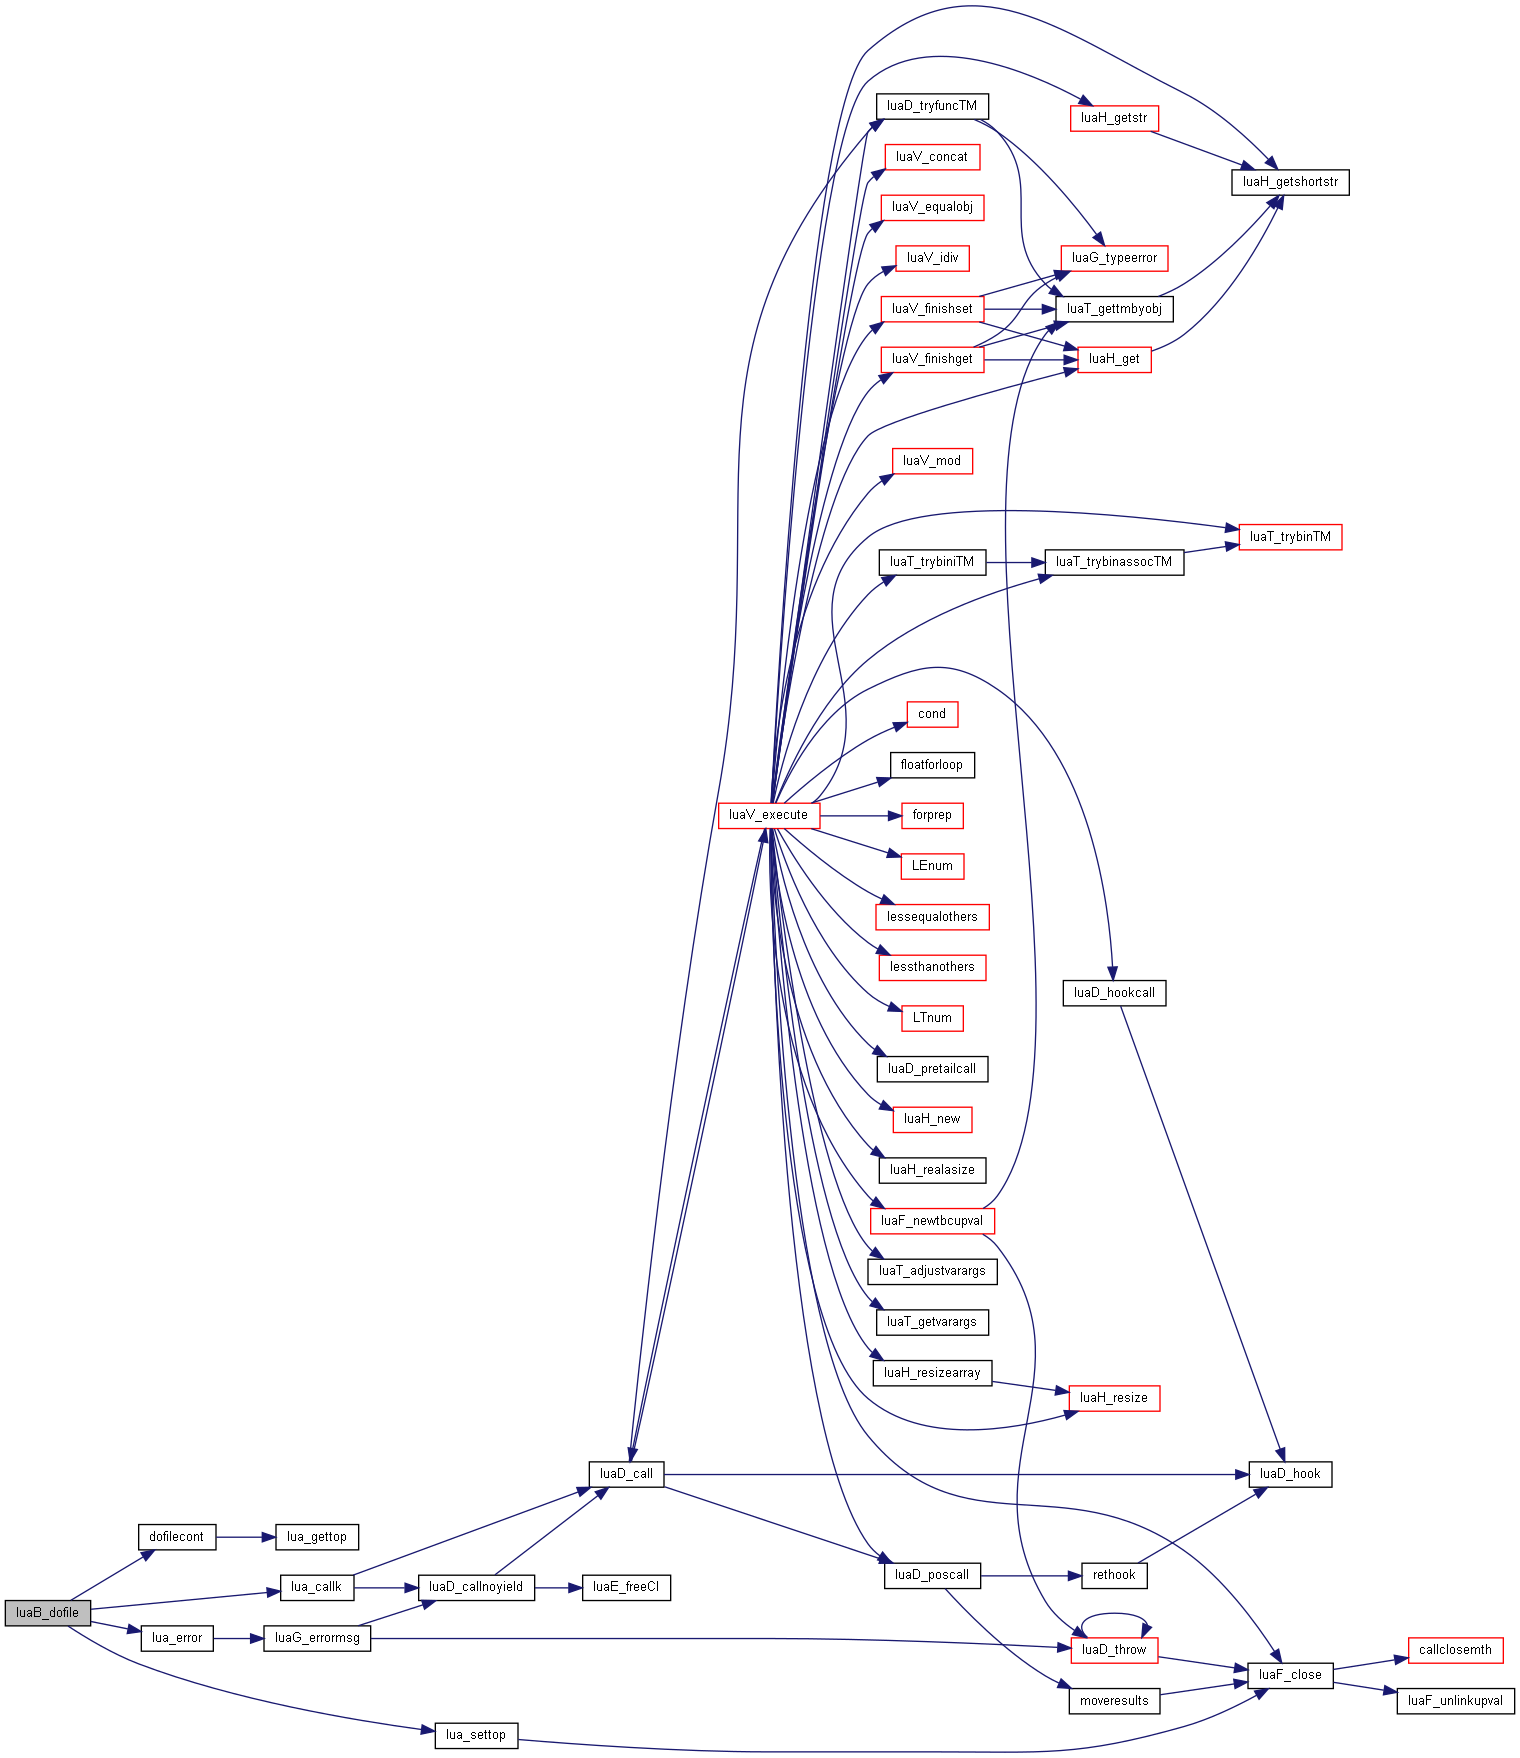 luaD_tryfuncTM
luaH_getstr
luaV_concat
luaH_getshortstr
luaV_equalobj
luaV_idiv
luaG_typeerror
luaV_finishset
luaT_gettmbyobj
luaV_finishget
luaH_get
luaV_mod
luaT_trybinTM
luaT_trybiniTM
luaT_trybinassocTM
cond
floatforloop
luaV_execute
forprep
LEnum
lessequalothers
lessthanothers
luaD_hookcall
LTnum
luaD_pretailcall
luaH_new
luaH_realasize
luaF_newtbcupval
luaT_adjustvarargs
luaT_getvarargs
luaH_resizearray
luaH_resize
luaD_call
luaD_hook
dofilecont
lua_gettop
luaD_poscall
rethook
lua_callk
luaD_callnoyield
luaE_freeCI
luaB_dofile
lua_error
luaG_errormsg
luaD_throw
callclosemth
luaF_close
moveresults
luaF_unlinkupval
lua_settop